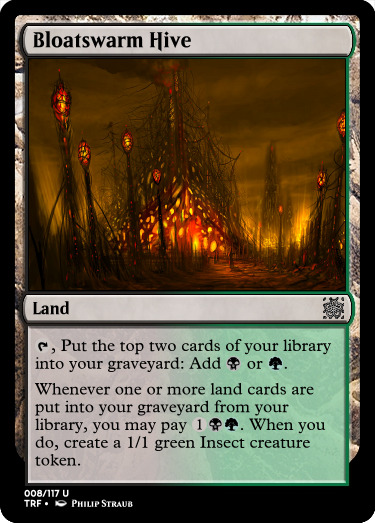 Bloatswarm Hive
Land
, Put the top two cards of your library
into your graveyard: Add or .
Whenever one or more land cards are
put into your graveyard from your
library, you may pay 1 . When you
do, create a 1/1 green Insect creature
token.
008/117 U
TRF • Philip Straub